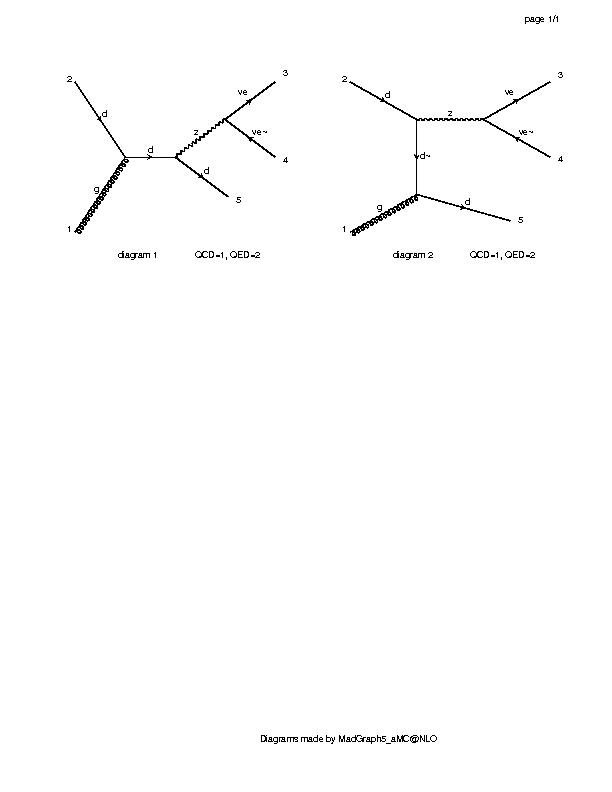 page 1/1
2 d g 1 d z d ve ve~ 3 4 5
diagram 1 QCD=1, QED=2
2 d z ve ve~ 3 4 d~ g 1 d 5
diagram 2 QCD=1, QED=2
Diagrams made by MadGraph5_aMC@NLO